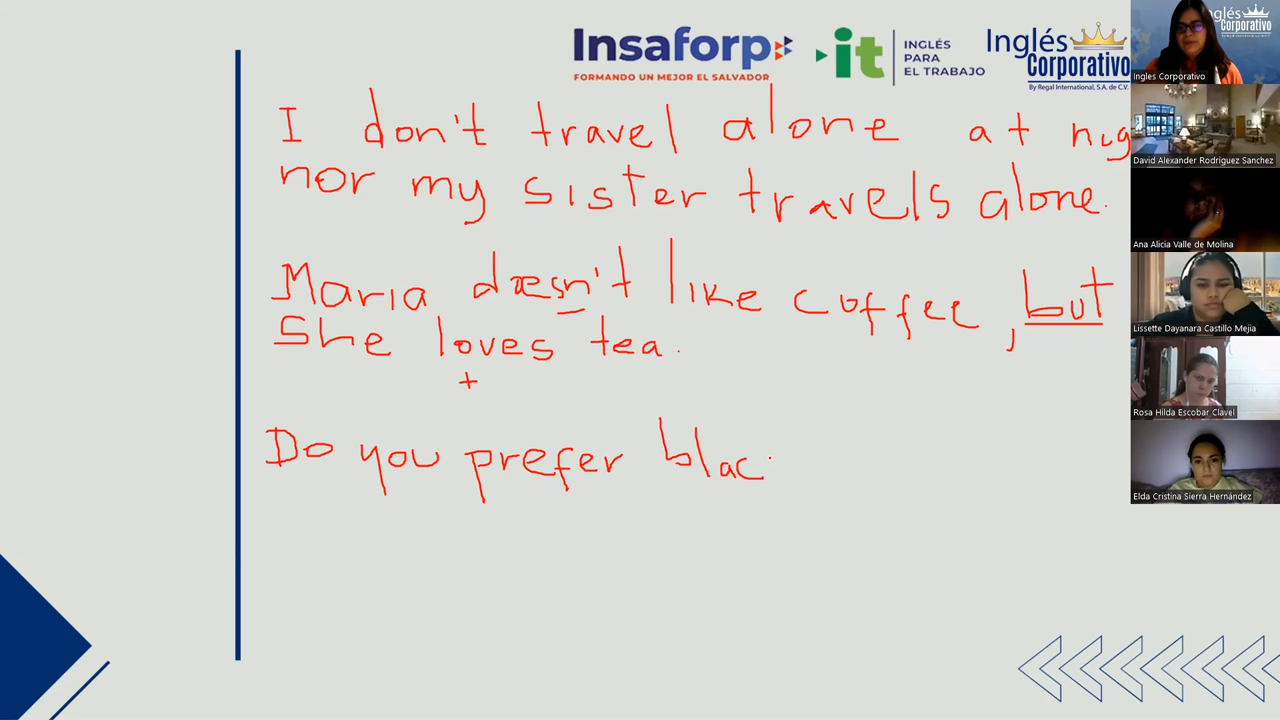 Insaforp
FORMANDO UN MEJOR EL SALVADOR
it
INGLÉS
PARA
EL TRABAJO
Inglés
Corporativo
By Regal International, S.A. de C.V.
I don't travel alone at
nor my sister travels alone.
Maria doesn't like coffee, but
She loves tea.
+
Do you prefer blac
Ingles Corporativo
David Alexander Rodriguez Sanchez
Ana Alicia Valle de Molina
Lissette Dayanara Castillo Mejia
Rosa Hilda Escobar Clavel
Elda Cristina Sierra Hernández